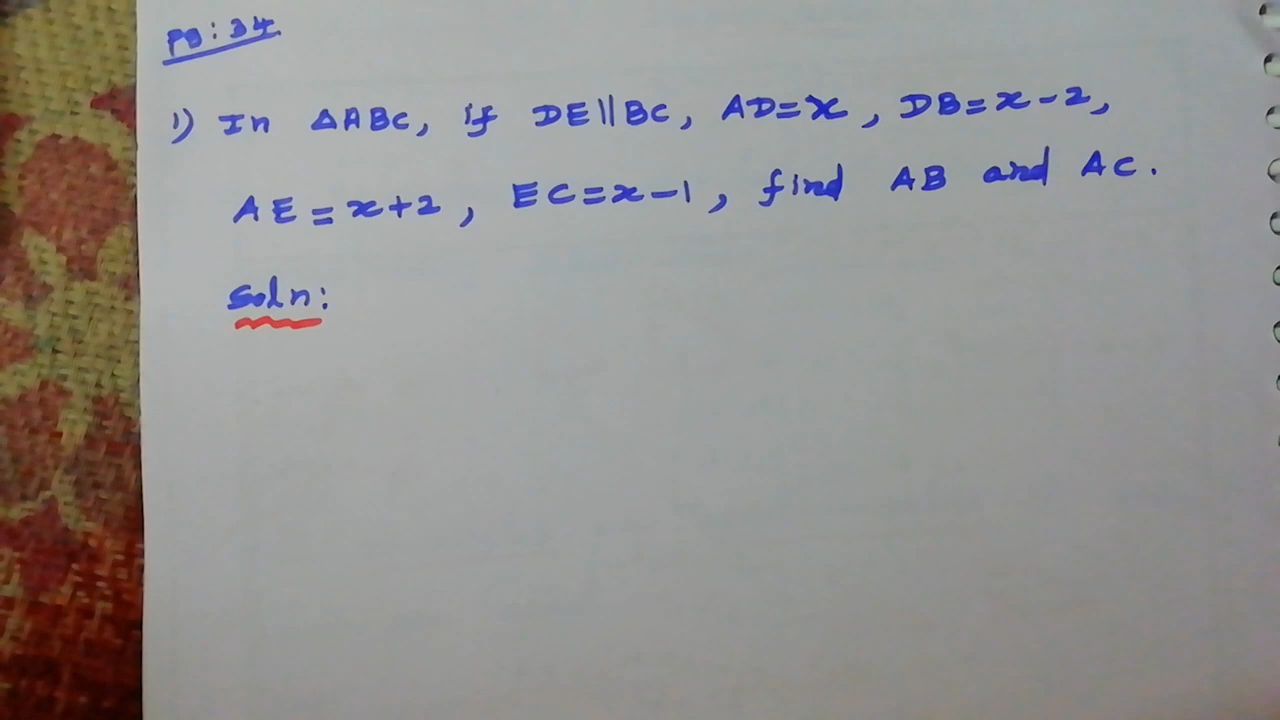 PG: 34
1) In △ABC, if DE||BC, AD=x, DB=x-2,
AE=x+2, EC=x-1, find AB and AC.
Soln: